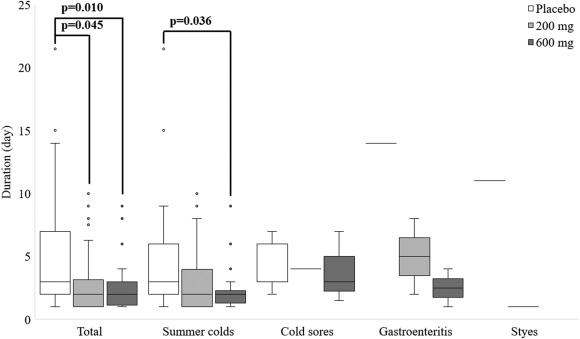 25
20
15
10
5
0
Duration (day)
p=0.010
p=0.045
p=0.036
Placebo
200 mg
600 mg
Total Summer colds Cold sores Gastroenteritis Styes